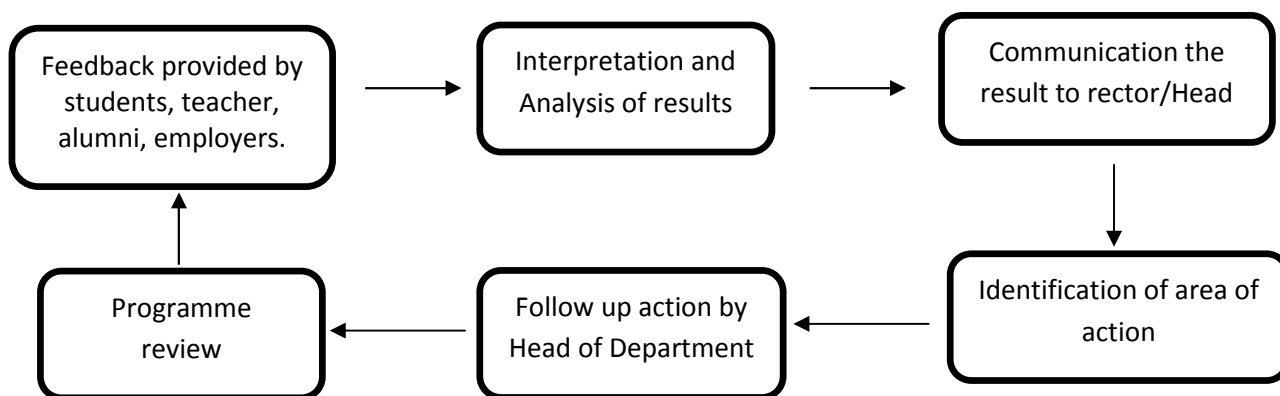 Feedback provided by
students, teacher,
alumni, employers.
Interpretation and
Analysis of results
Communication the
result to rector/Head
Identification of area of
action
Follow up action by
Head of Department
Programme
review